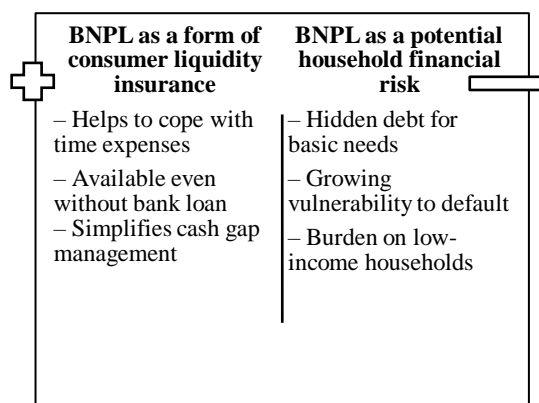 BNPL as a form of
consumer liquidity
insurance
– Helps to cope with
time expenses
– Available even
without bank loan
– Simplifies cash gap
management
BNPL as a potential
household financial
risk
– Hidden debt for
basic needs
– Growing
vulnerability to default
– Burden on low-
income households